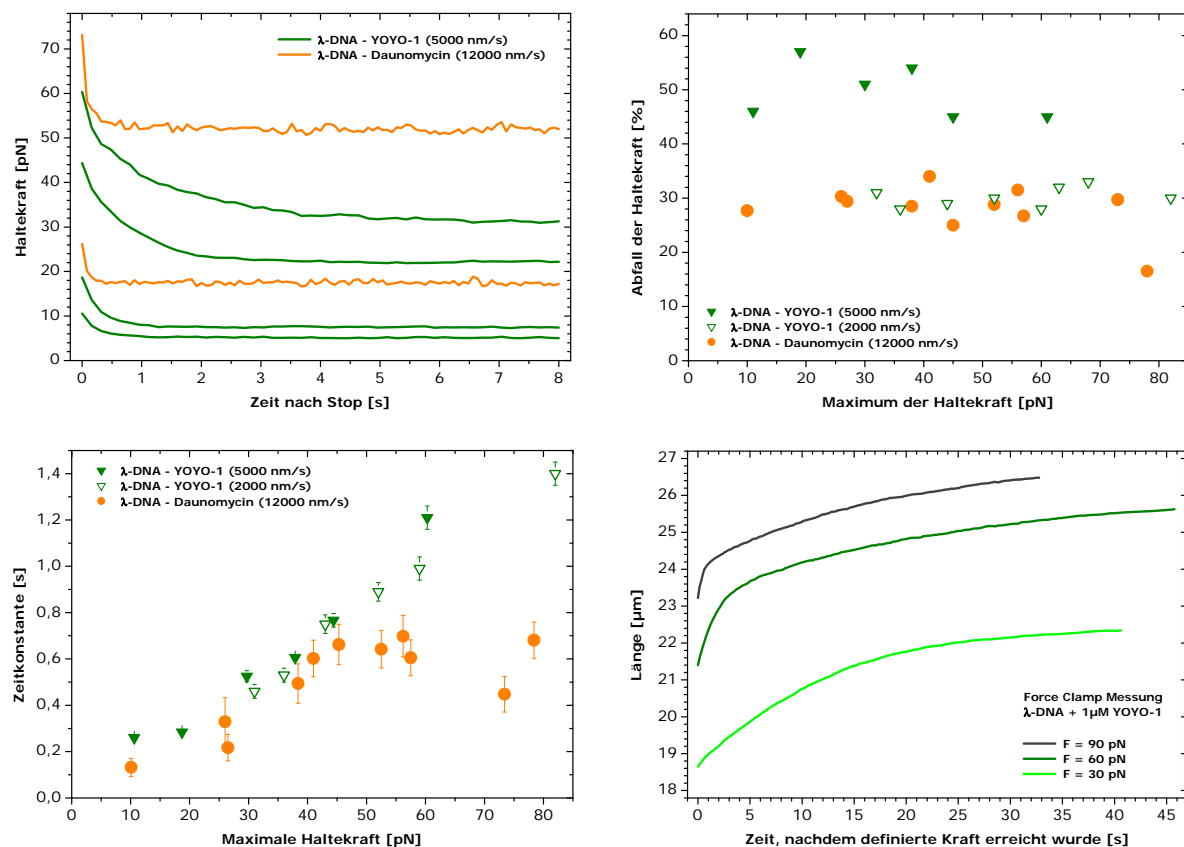 Haltekraft [pN]
70
60
50
40
30
20
10
0
λ-DNA - YOYO-1 (5000 nm/s)
λ-DNA - Daunomycin (12000 nm/s)
0 1 2 3 4 5 6 7 8
Zeit nach Stop [s]
Abfall der Haltekraft [%]
60
50
40
30
20
10
0
λ-DNA - YOYO-1 (5000 nm/s)
λ-DNA - YOYO-1 (2000 nm/s)
λ-DNA - Daunomycin (12000 nm/s)
10 20 30 40 50 60 70 80
Maximum der Haltekraft [pN]
Zeitkonstante [s]
1,4
1,2
1,0
0,8
0,6
0,4
0,2
0,0
λ-DNA - YOYO-1 (5000 nm/s)
λ-DNA - YOYO-1 (2000 nm/s)
λ-DNA - Daunomycin (12000 nm/s)
0 10 20 30 40 50 60 70 80
Maximale Haltekraft [pN]
Länge [µm]
27
26
25
24
23
22
21
20
19
18
Force Clamp Messung
λ-DNA + 1µM YOYO-1
F = 90 pN
F = 60 pN
F = 30 pN
0 5 10 15 20 25 30 35 40 45
Zeit, nachdem definierte Kraft erreicht wurde [s]